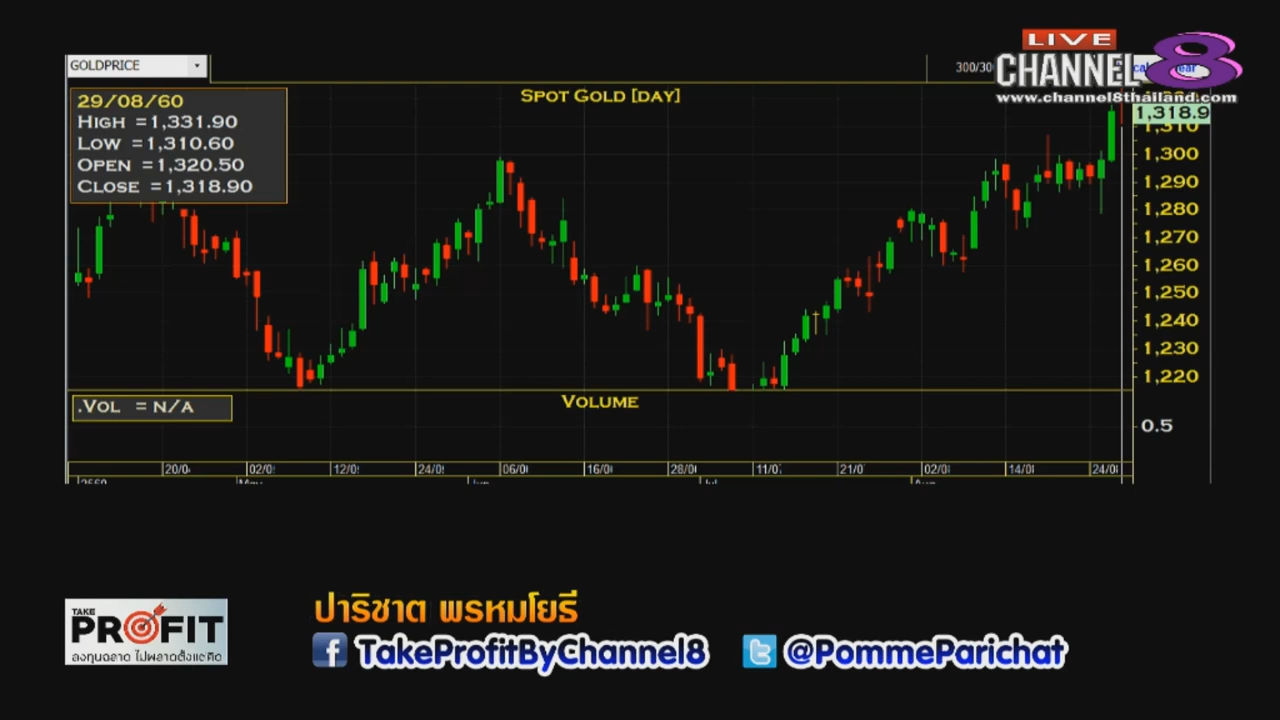 LIVE
CHANNEL 8
www.channel8thailand.com
GOLDPRICE
SPOT GOLD [DAY]
29/08/60
HIGH =1,331.90
LOW =1,310.60
OPEN =1,320.50
CLOSE =1,318.90
1,318.9
1,310
1,300
1,290
1,280
1,270
1,260
1,250
1,240
1,230
1,220
.VOL = N/A
VOLUME
0.5
20/0
02/0
12/0
24/0
06/0
16/0
28/0
11/0
21/0
02/0
14/0
24/0
TAKE
PROFIT
ลงทุนฉลาด ไม่พลาดตั้งแต่คิด
ปาริชาต พรหมโยธี
f TakeProfitByChannel8
t @PommeParichat